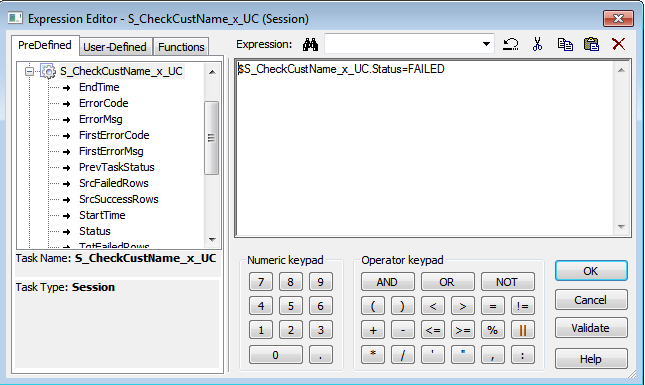 Expression Editor - S_CheckCustName_x_UC (Session)
PreDefined User-Defined Functions
Expression:
S_CheckCustName_x_UC
EndTime
ErrorCode
ErrorMsg
FirstErrorCode
FirstErrorMsg
PrevTaskStatus
SrcFailedRows
SrcSuccessRows
StartTime
Status
TgtFailedRows
Task Name: S_CheckCustName_x_UC
Task Type: Session
$S_CheckCustName_x_UC.Status=FAILED
Numeric keypad
7 8 9
4 5 6
1 2 3
0 .
Operator keypad
AND OR NOT
( ) < > = !=
+ - <= >= % ||
* / ' " , :
OK
Cancel
Validate
Help